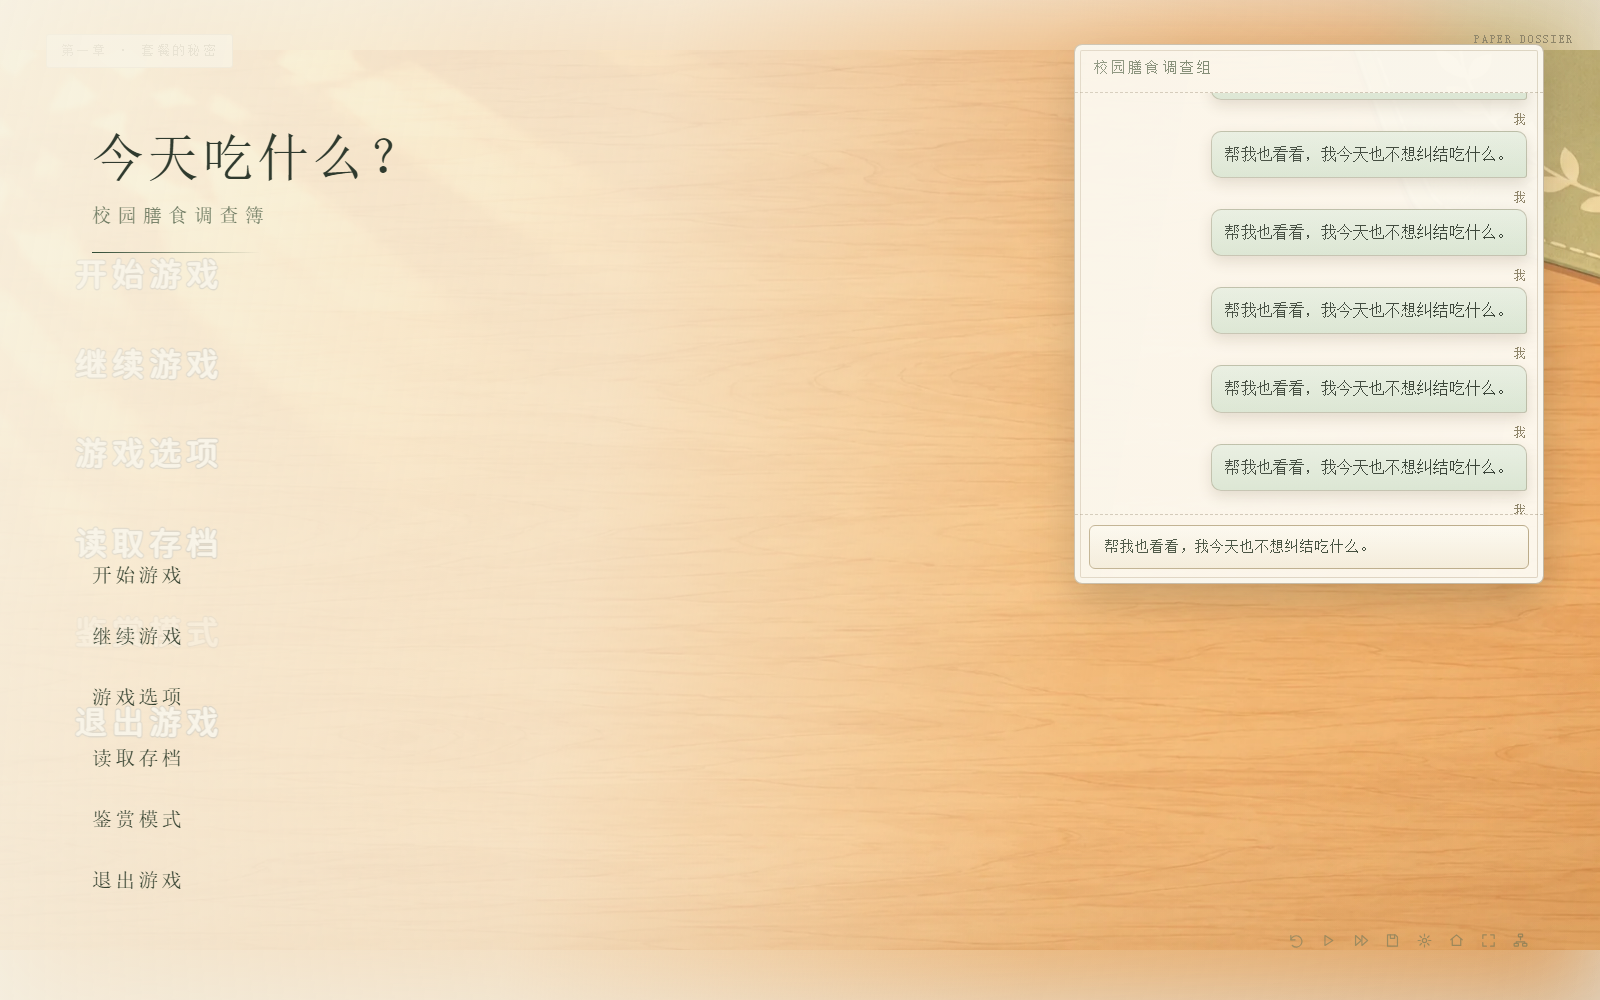 第一章 · 套餐的秘密
PAPER DOSSIER
今天吃什么？
校园膳食调查簿
开始游戏
继续游戏
游戏选项
读取存档
鉴赏模式
退出游戏
开始游戏
继续游戏
游戏选项
读取存档
鉴赏模式
退出游戏
校园膳食调查组
我
帮我也看看，我今天也不想纠结吃什么。
我
帮我也看看，我今天也不想纠结吃什么。
我
帮我也看看，我今天也不想纠结吃什么。
我
帮我也看看，我今天也不想纠结吃什么。
我
帮我也看看，我今天也不想纠结吃什么。
我
帮我也看看，我今天也不想纠结吃什么。